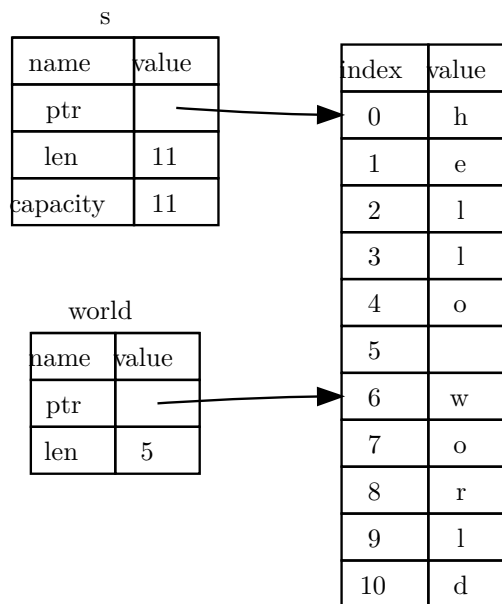 s
name value
ptr
len 11
capacity 11
world
name value
ptr
len 5
index value
0 h
1 e
2 l
3 l
4 o
5
6 w
7 o
8 r
9 l
10 d